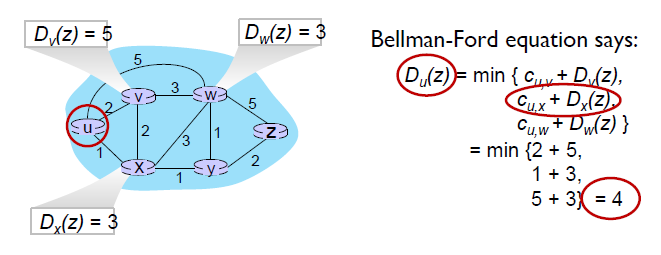 Dv(z) = 5
Dw(z) = 3
Bellman-Ford equation says:
5
Du(z) = min { cu,v + Dv(z),
v
3
w
cu,x + Dx(z),
2
5
u
2
3
1
z
cu,w + Dw(z) }
1
= min {2 + 5,
x
1
y
2
1 + 3,
5 + 3} = 4
Dx(z) = 3